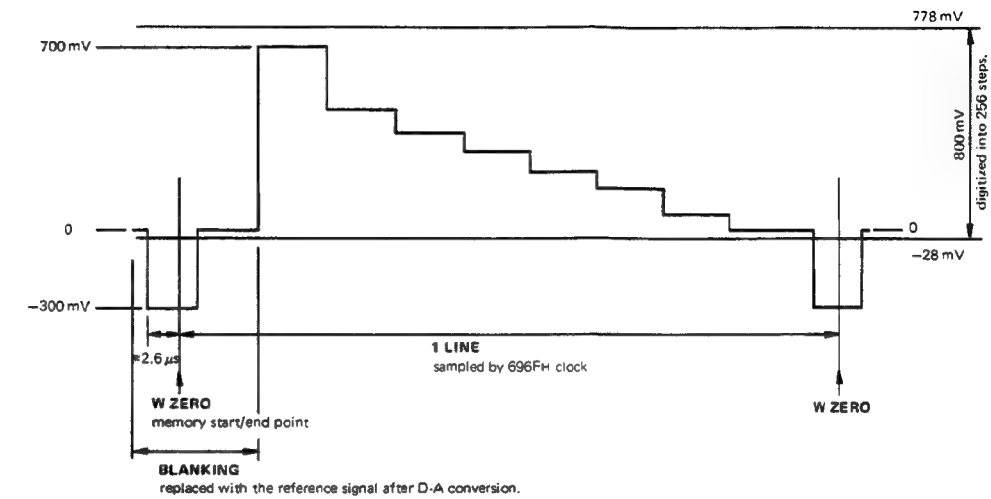 778 mV
700 mV
800 mV
digitized into 256 steps.
0
0
−28 mV
−300 mV
≈2.6 μs
1 LINE
sampled by 696FH clock
W ZERO
memory start/end point
W ZERO
BLANKING
replaced with the reference signal after D-A conversion.